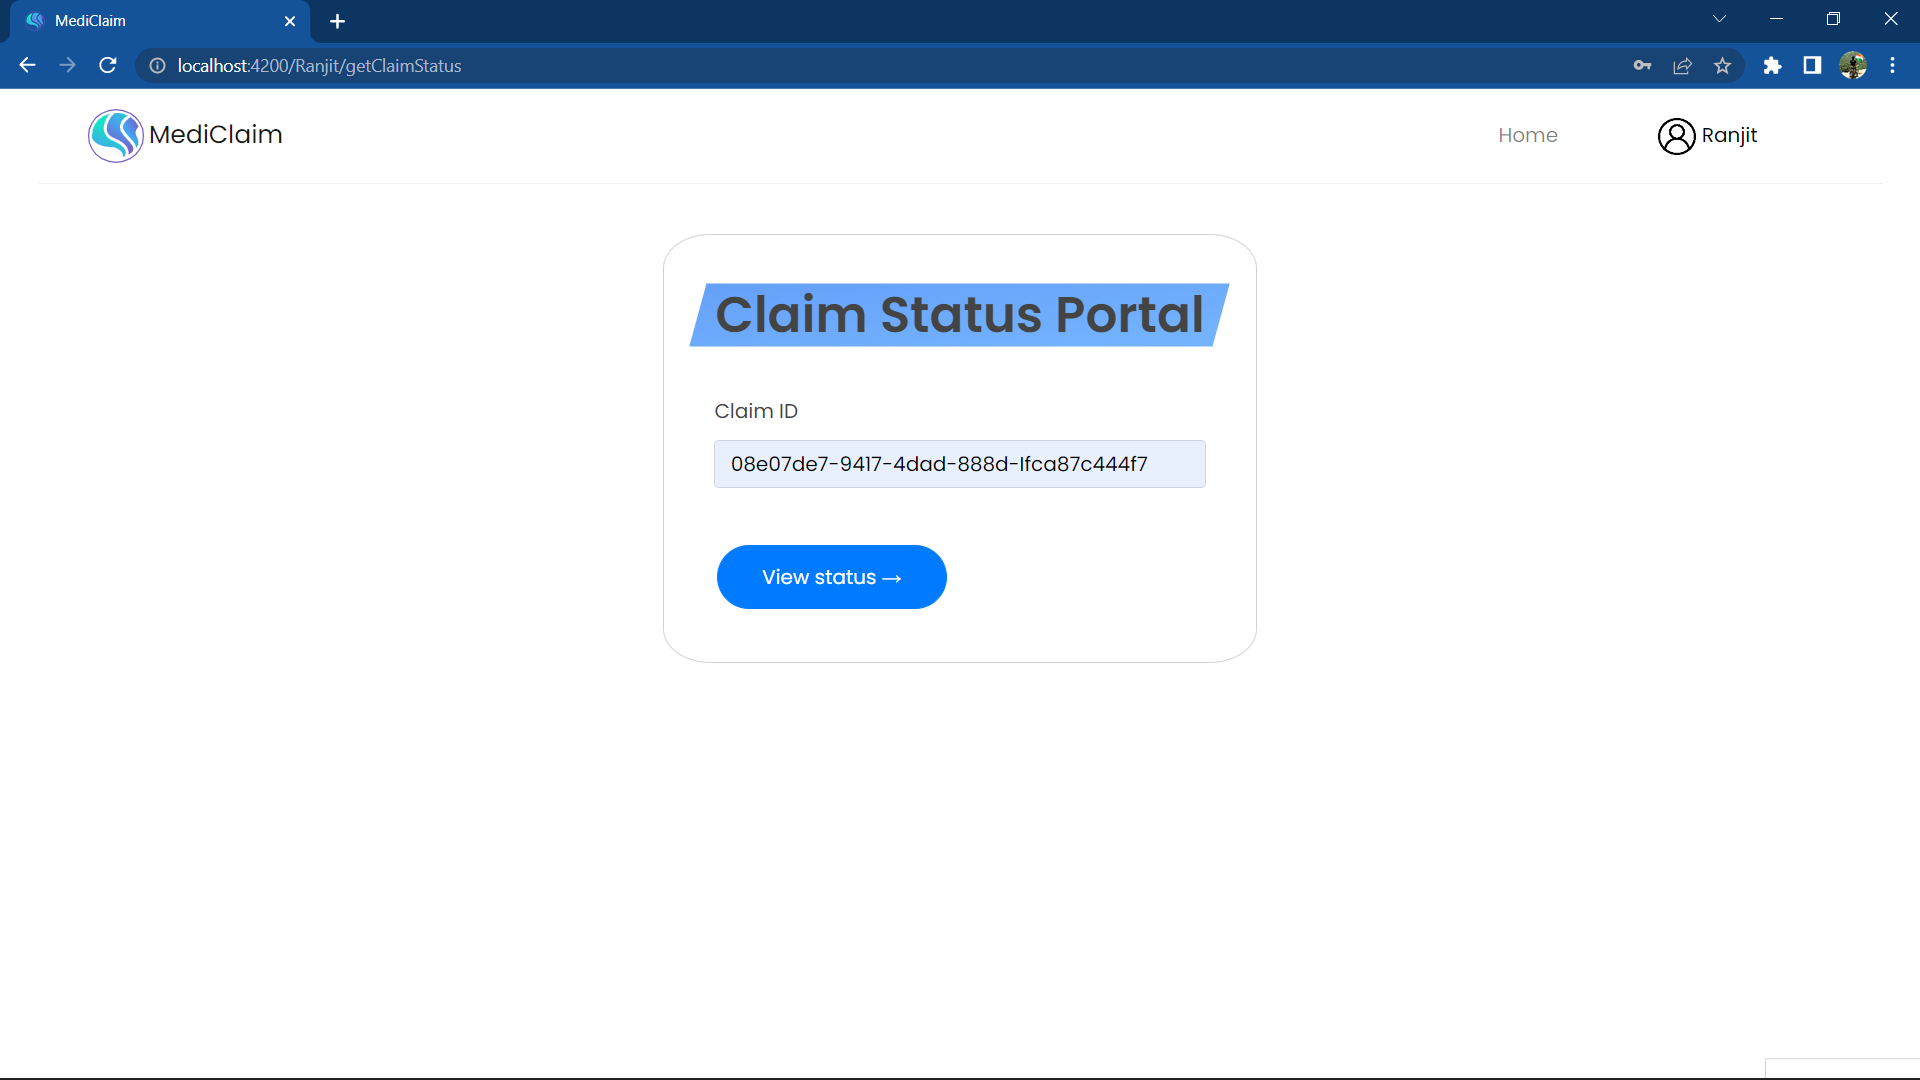 MediClaim
localhost:4200/Ranjit/getClaimStatus
MediClaim
Home
Ranjit
Claim Status Portal
Claim ID
08e07de7-9417-4dad-888d-1fca87c444f7
View status →